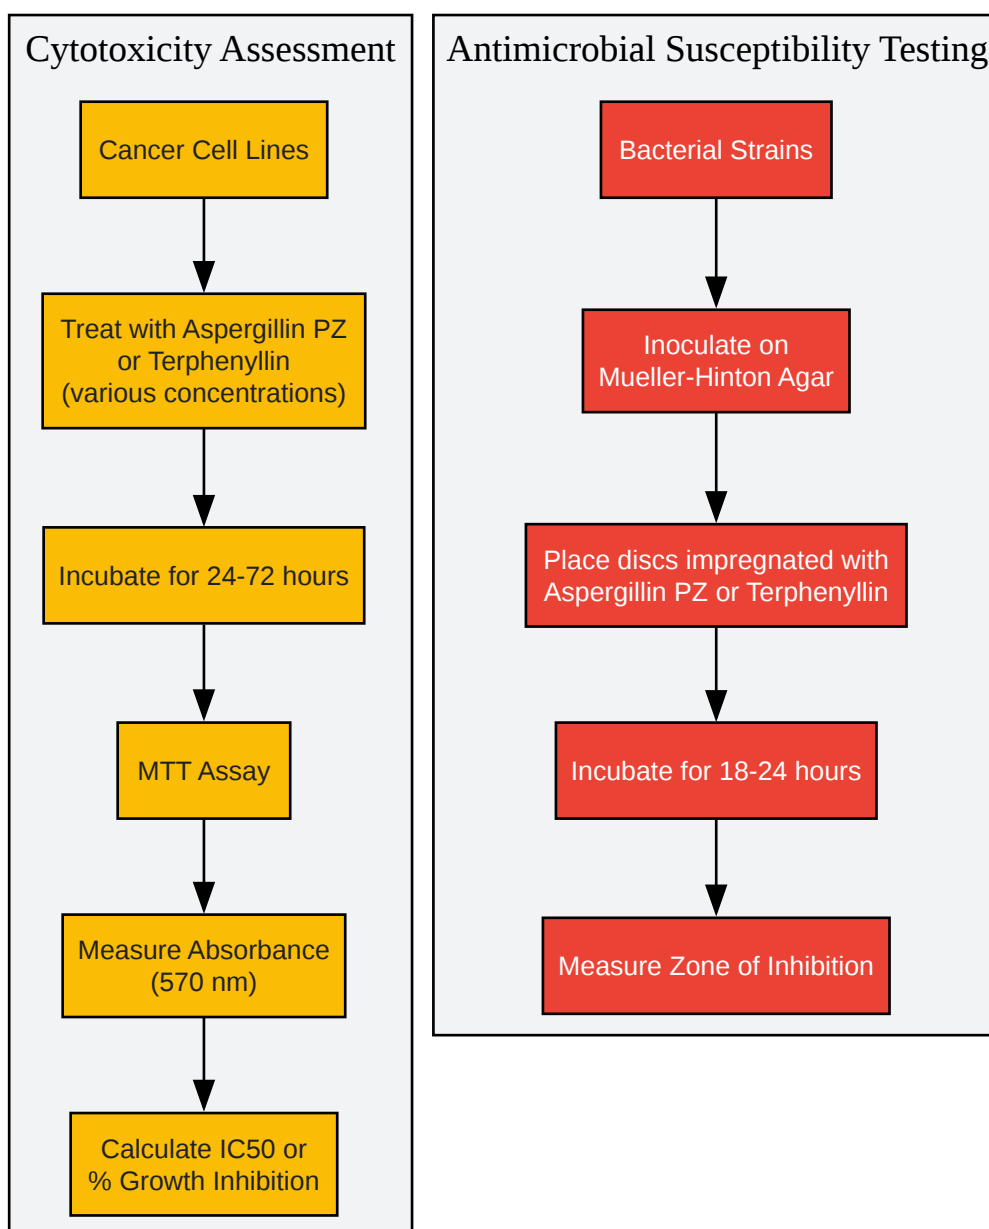 Cytotoxicity Assessment
Cancer Cell Lines
Treat with Aspergillin PZ
or Terphenyllin
(various concentrations)
Incubate for 24-72 hours
MTT Assay
Measure Absorbance
(570 nm)
Calculate IC50 or
% Growth Inhibition
Antimicrobial Susceptibility Testing
Bacterial Strains
Inoculate on
Mueller-Hinton Agar
Place discs impregnated with
Aspergillin PZ or Terphenyllin
Incubate for 18-24 hours
Measure Zone of Inhibition